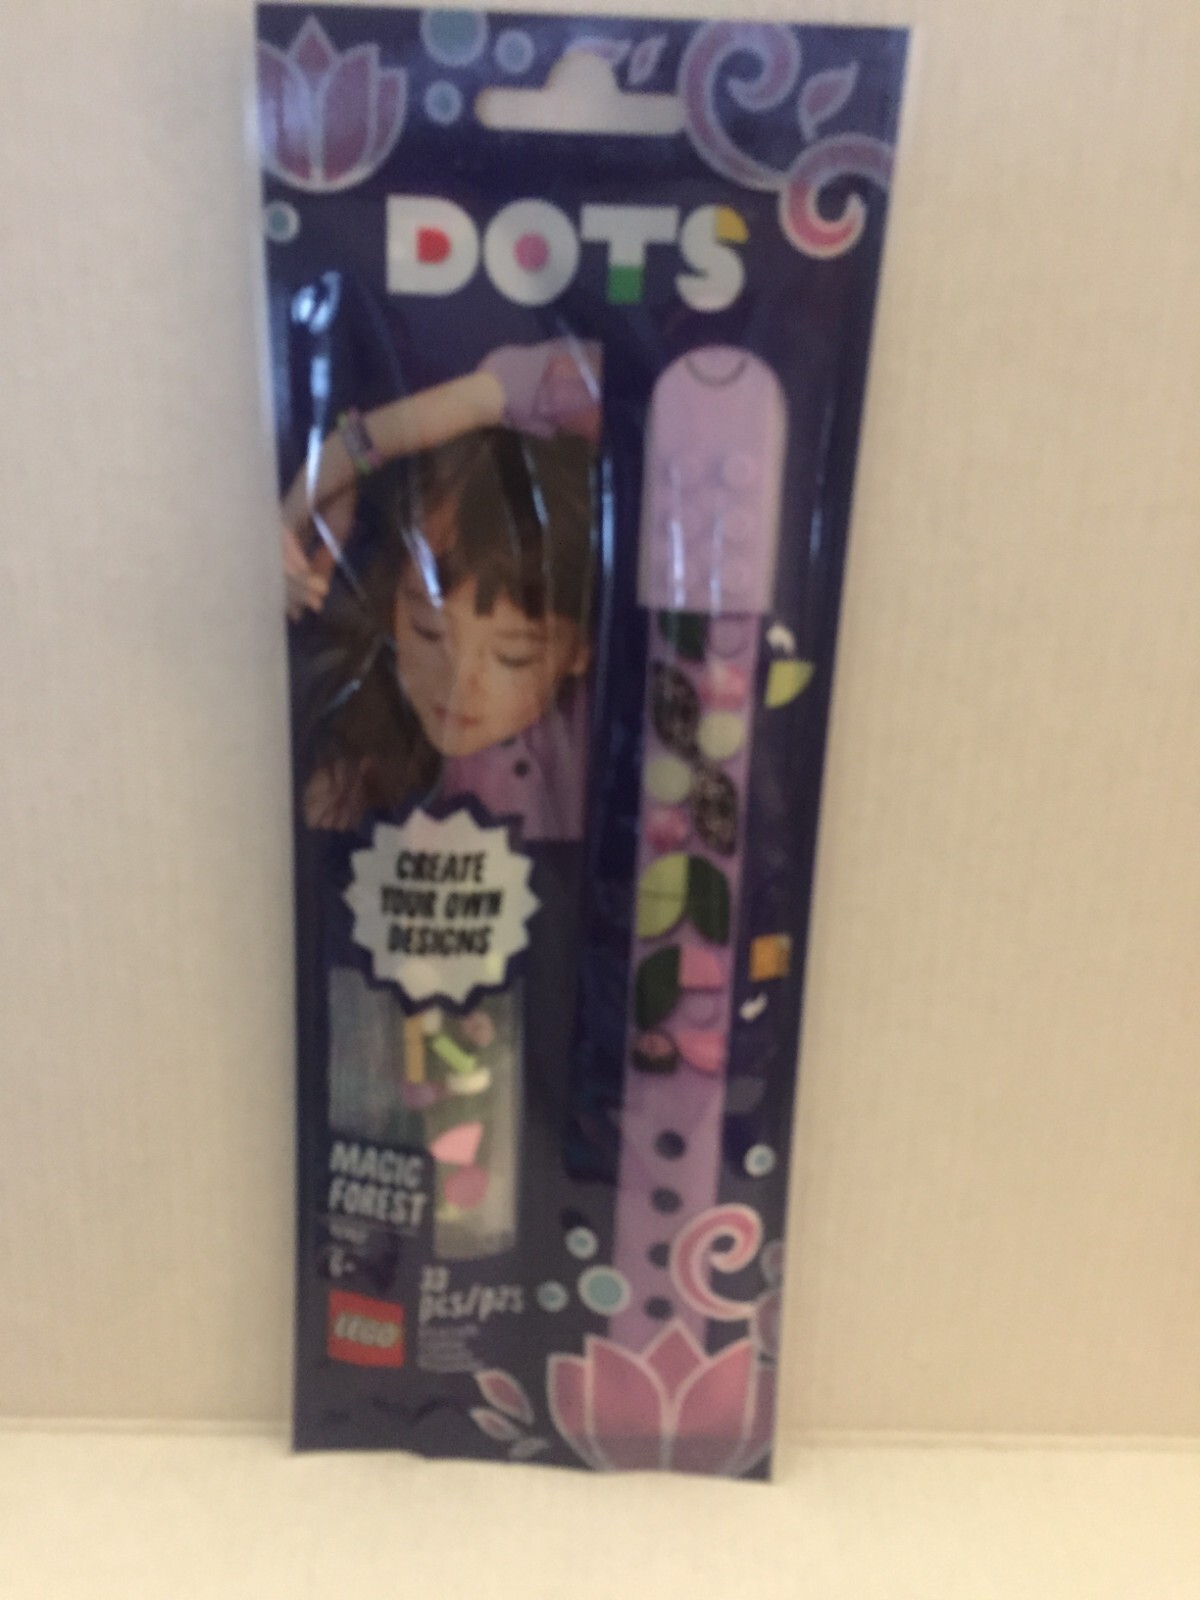 DOTS
CREATE
YOUR OWN
DESIGNS
MAGIC
FOREST
6+
33
pcs/pzs
LEGO